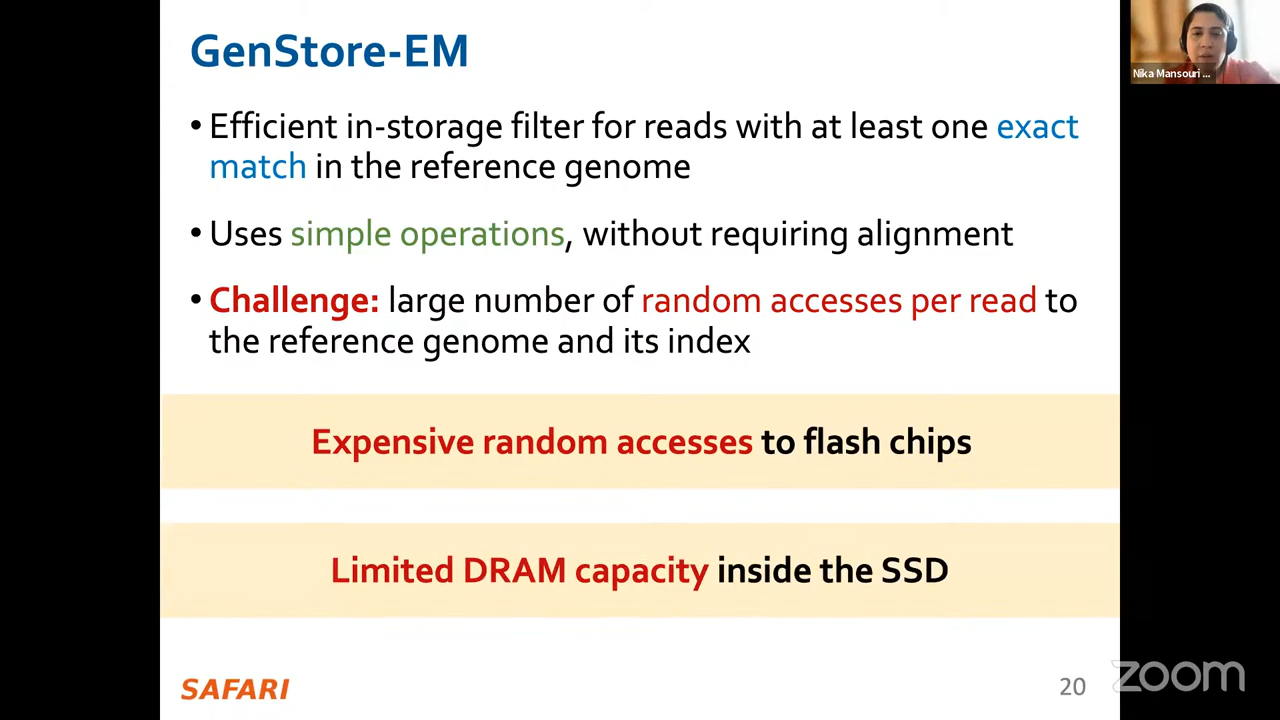 GenStore-EM
Nika Mansouri ...
• Efficient in-storage filter for reads with at least one exact
match in the reference genome
• Uses simple operations, without requiring alignment
• Challenge: large number of random accesses per read to
the reference genome and its index
Expensive random accesses to flash chips
Limited DRAM capacity inside the SSD
SAFARI
20
zoom